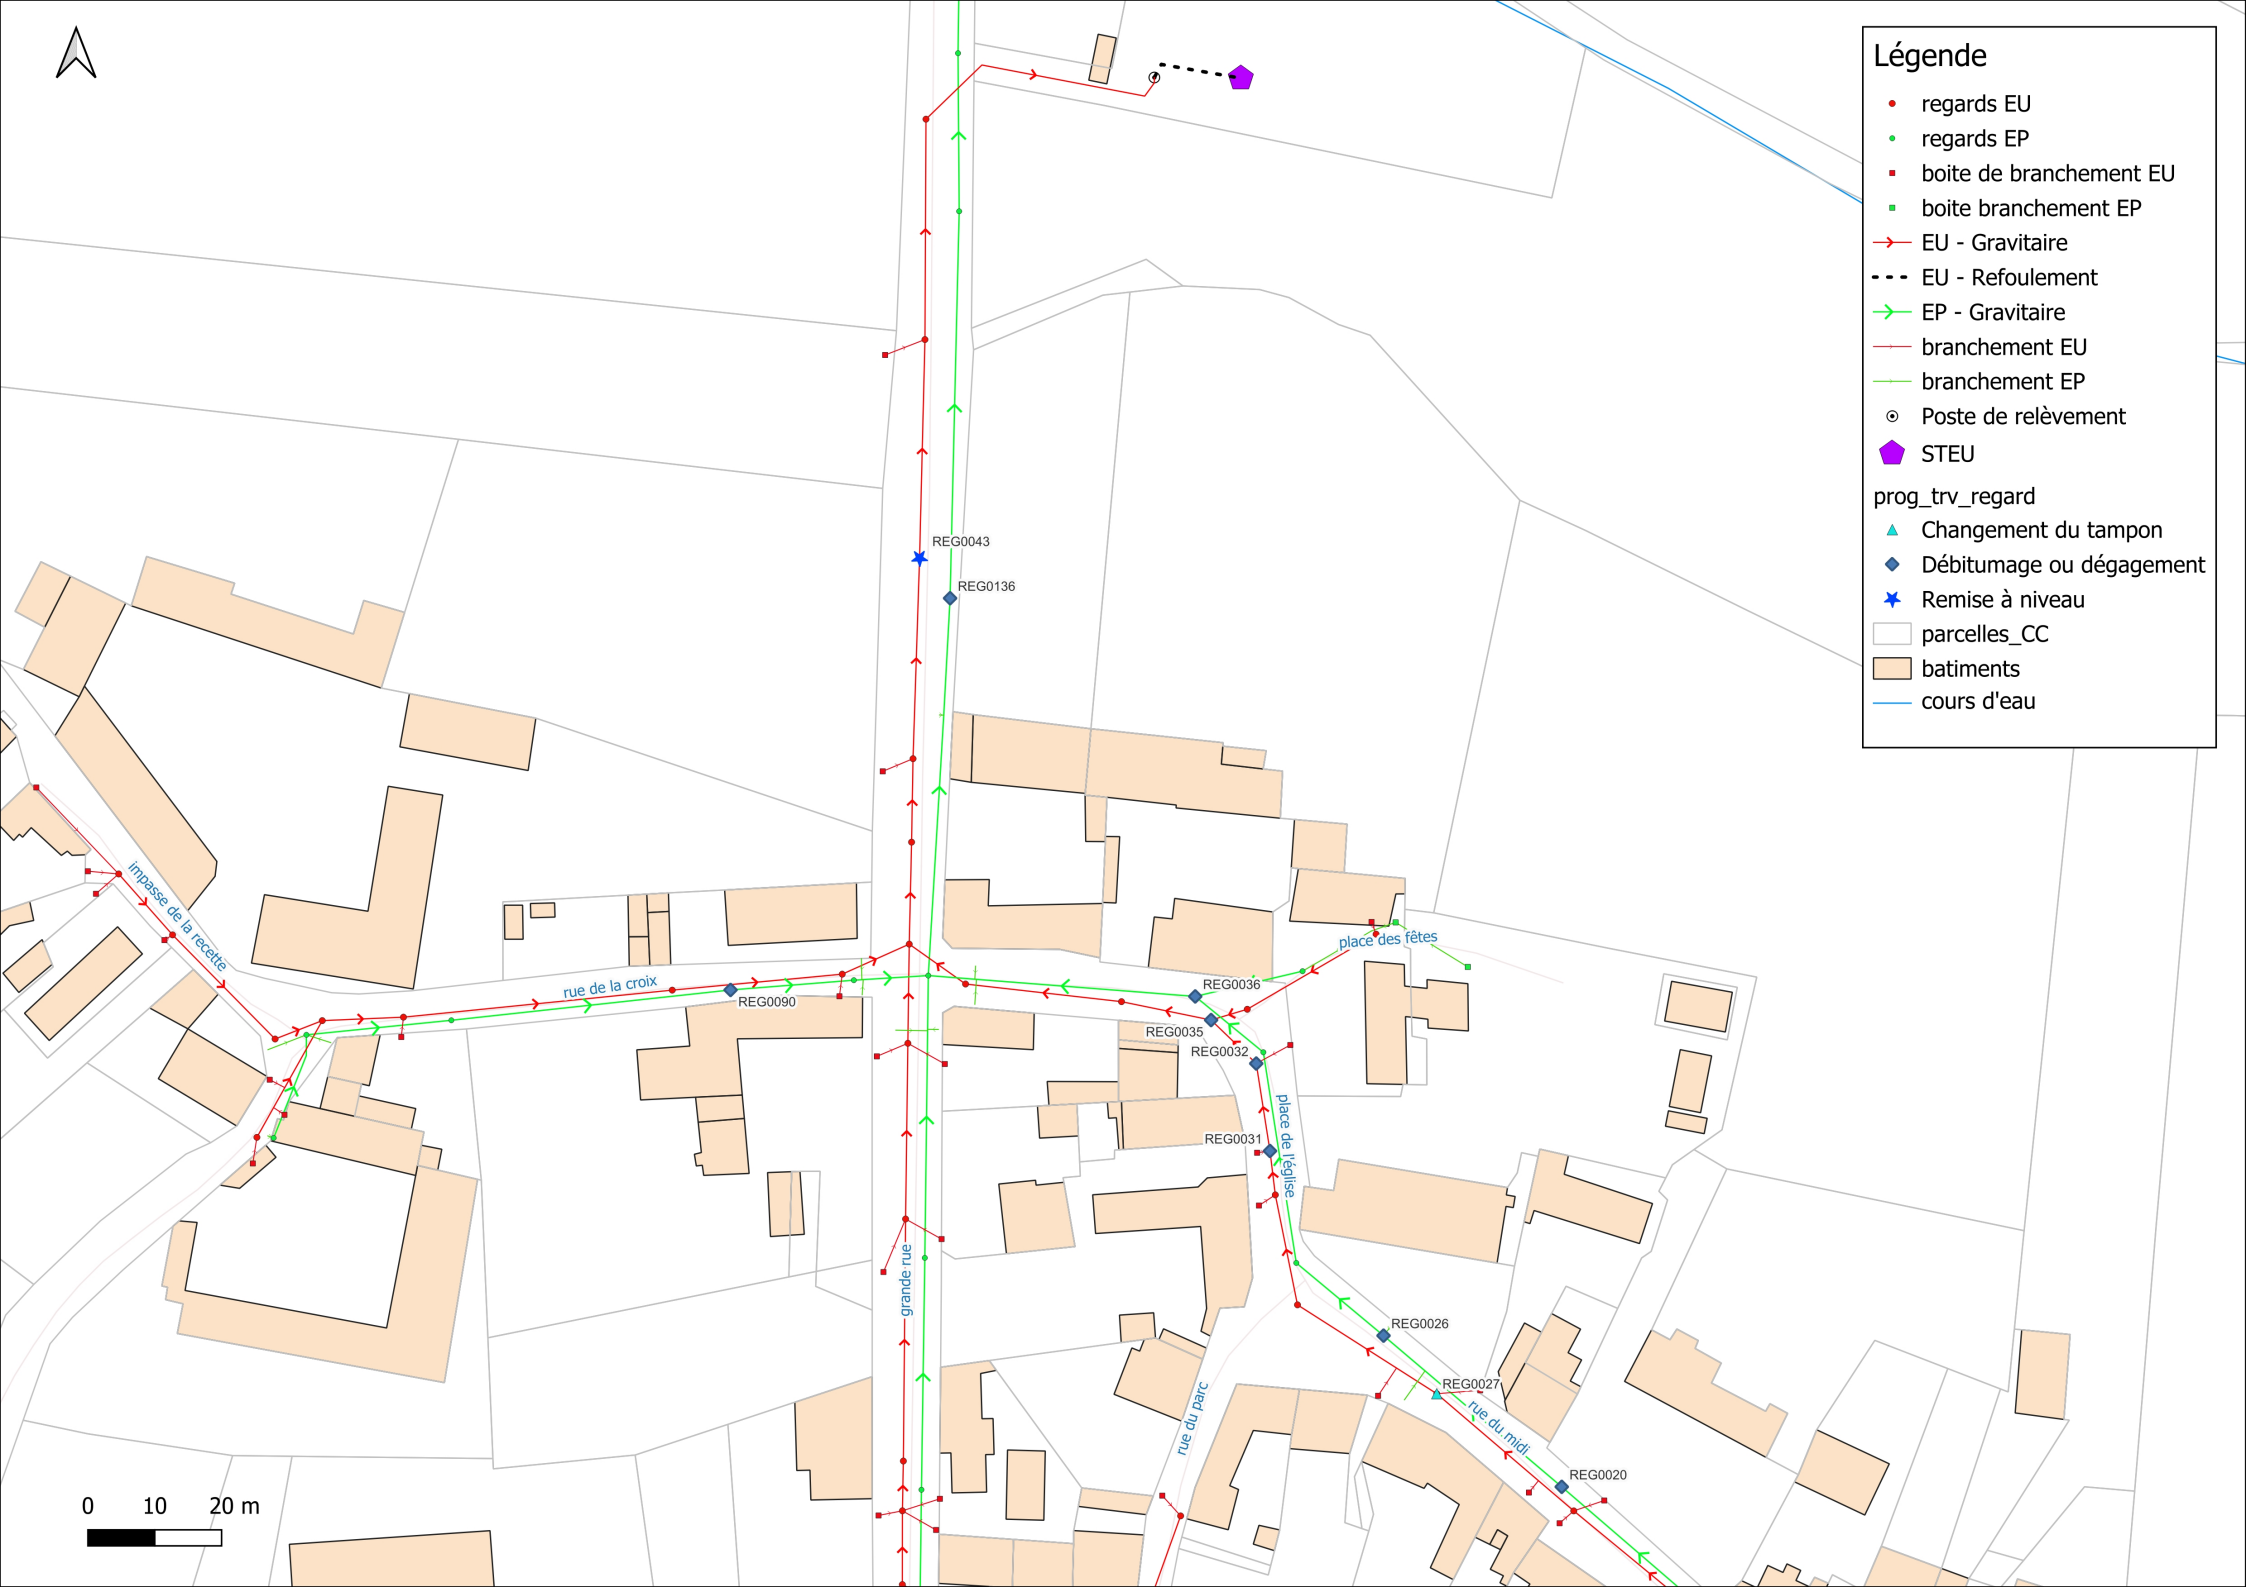 Légende
regards EU
regards EP
boite de branchement EU
boite branchement EP
EU - Gravitaire
EU - Refoulement
EP - Gravitaire
branchement EU
branchement EP
Poste de relèvement
STEU
prog_trv_regard
Changement du tampon
Débitumage ou dégagement
Remise à niveau
parcelles_CC
batiments
cours d'eau
REG0043
REG0136
impasse de la recette
place des fêtes
rue de la croix
REG0090
REG0036
REG0035
REG0032
place de l'église
REG0031
grande rue
REG0026
REG0027
rue du parc
rue du midi
REG0020
0 10 20 m